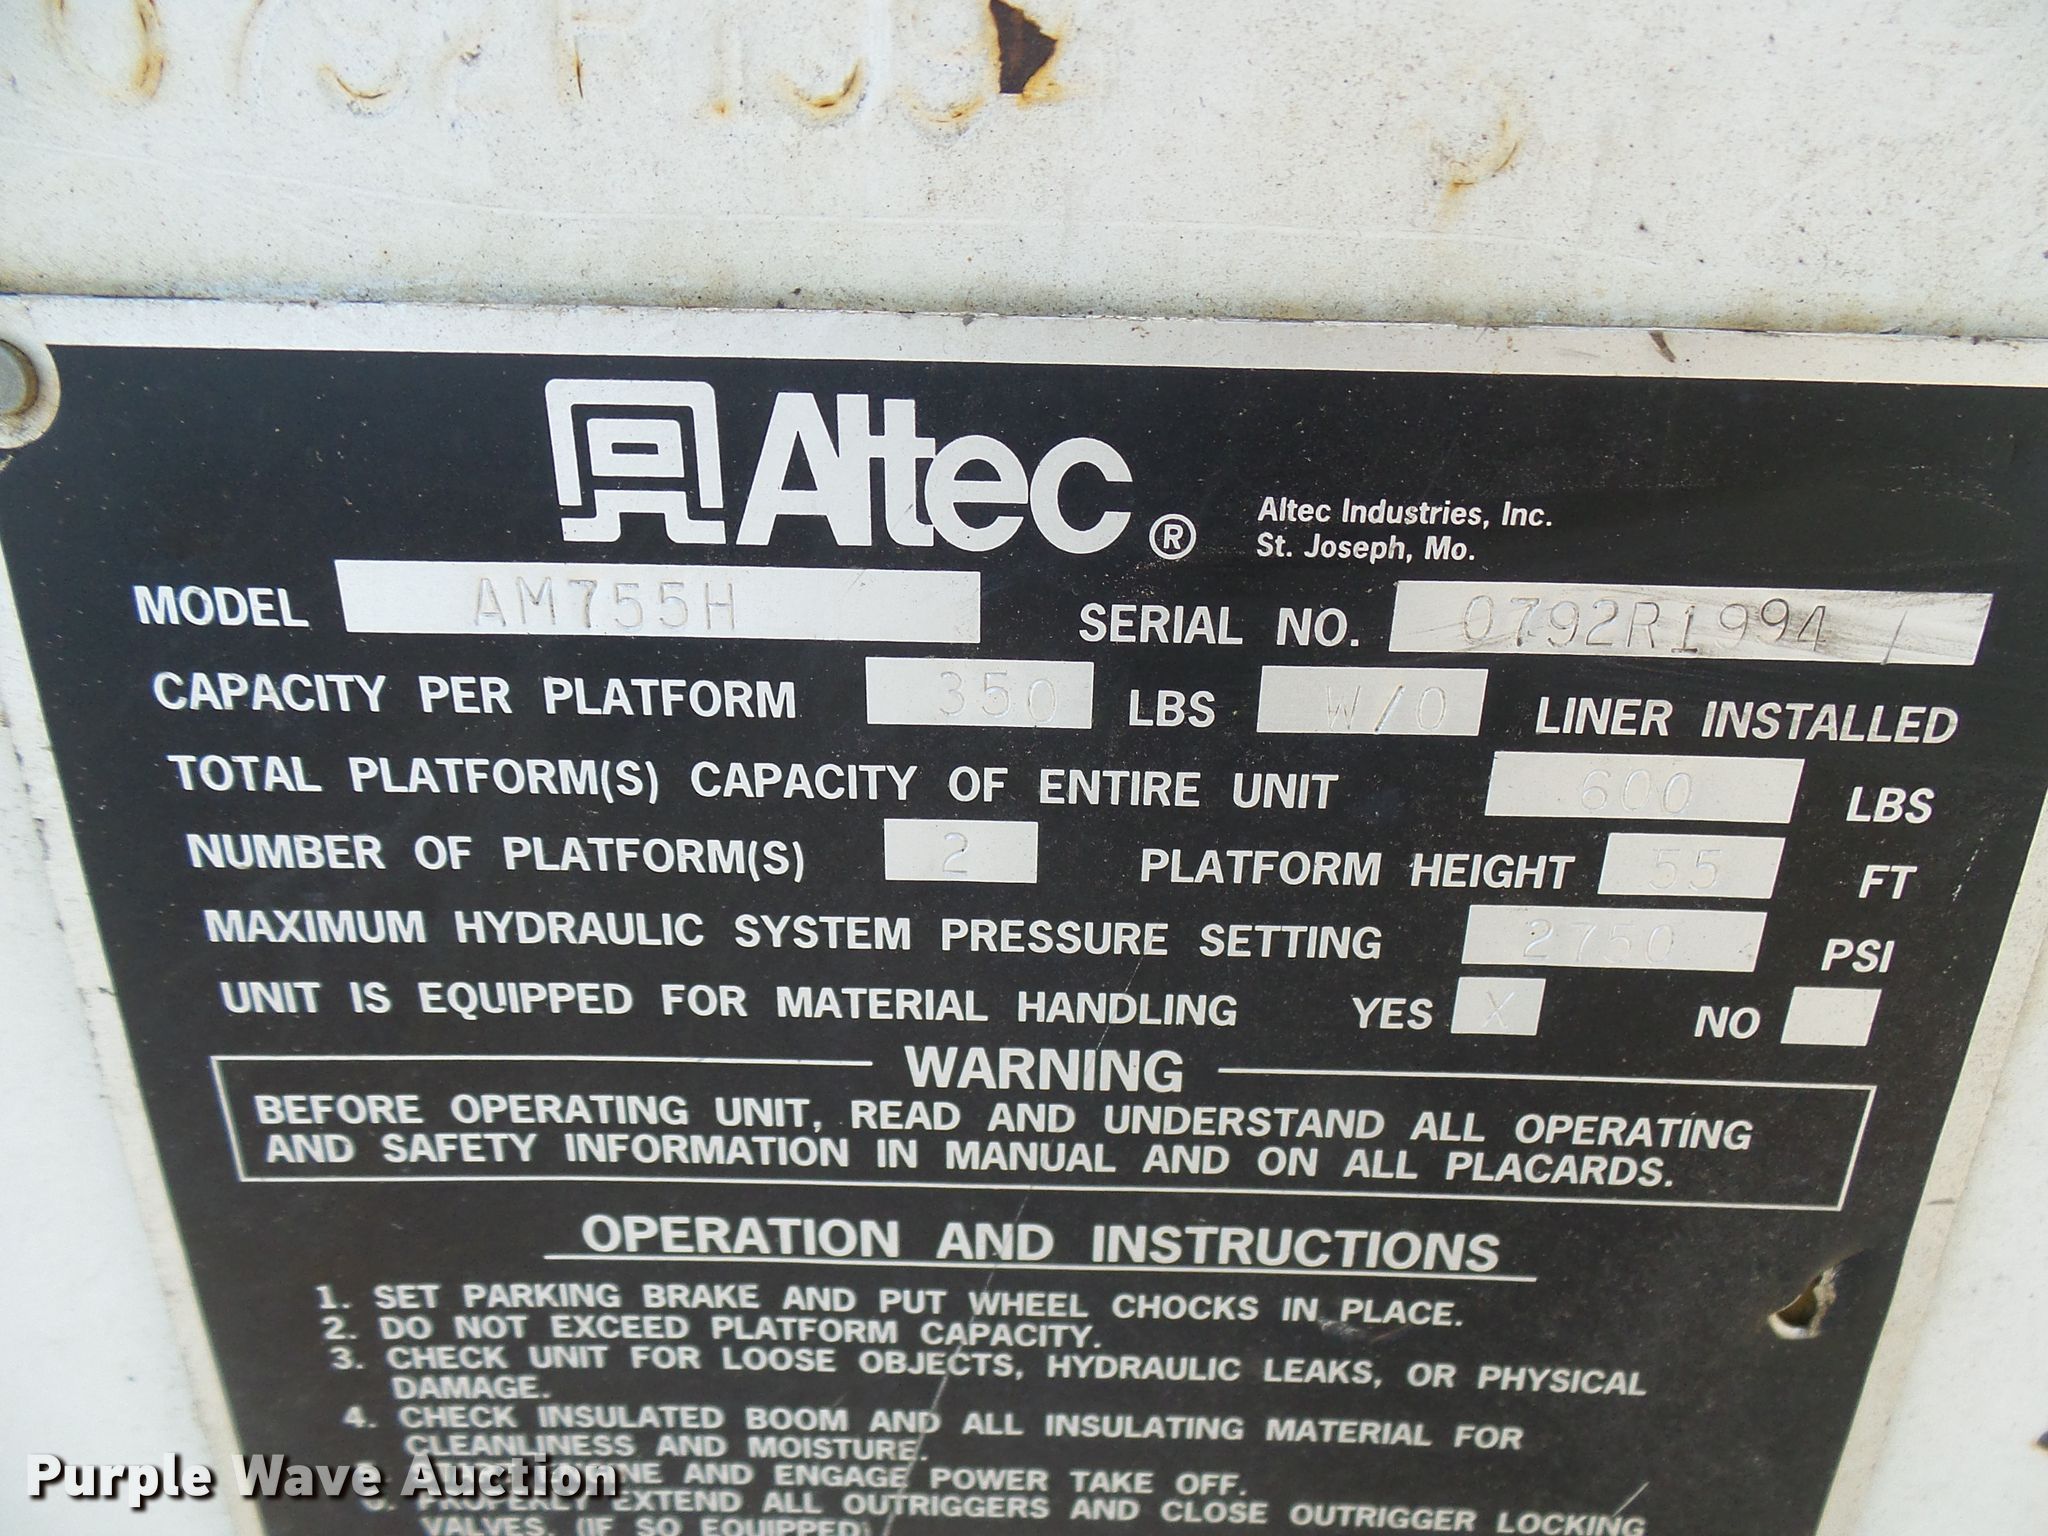 Altec ®
Altec Industries, Inc.
St. Joseph, Mo.
MODEL AM755H SERIAL NO. 0792R1994 /
CAPACITY PER PLATFORM 350 LBS W/O LINER INSTALLED
TOTAL PLATFORM(S) CAPACITY OF ENTIRE UNIT 600 LBS
NUMBER OF PLATFORM(S) 2 PLATFORM HEIGHT 55 FT
MAXIMUM HYDRAULIC SYSTEM PRESSURE SETTING 2750 PSI
UNIT IS EQUIPPED FOR MATERIAL HANDLING YES X NO
WARNING
BEFORE OPERATING UNIT, READ AND UNDERSTAND ALL OPERATING
AND SAFETY INFORMATION IN MANUAL AND ON ALL PLACARDS.
OPERATION AND INSTRUCTIONS
1. SET PARKING BRAKE AND PUT WHEEL CHOCKS IN PLACE.
2. DO NOT EXCEED PLATFORM CAPACITY.
3. CHECK UNIT FOR LOOSE OBJECTS, HYDRAULIC LEAKS, OR PHYSICAL
DAMAGE.
4. CHECK INSULATED BOOM AND ALL INSULATING MATERIAL FOR
CLEANLINESS AND MOISTURE.
AND ENGAGE POWER TAKE OFF.
6. PROPERLY EXTEND ALL OUTRIGGERS AND CLOSE OUTRIGGER LOCKING
VALVES. (IF SO EQUIPPED)
Purple Wave Auction